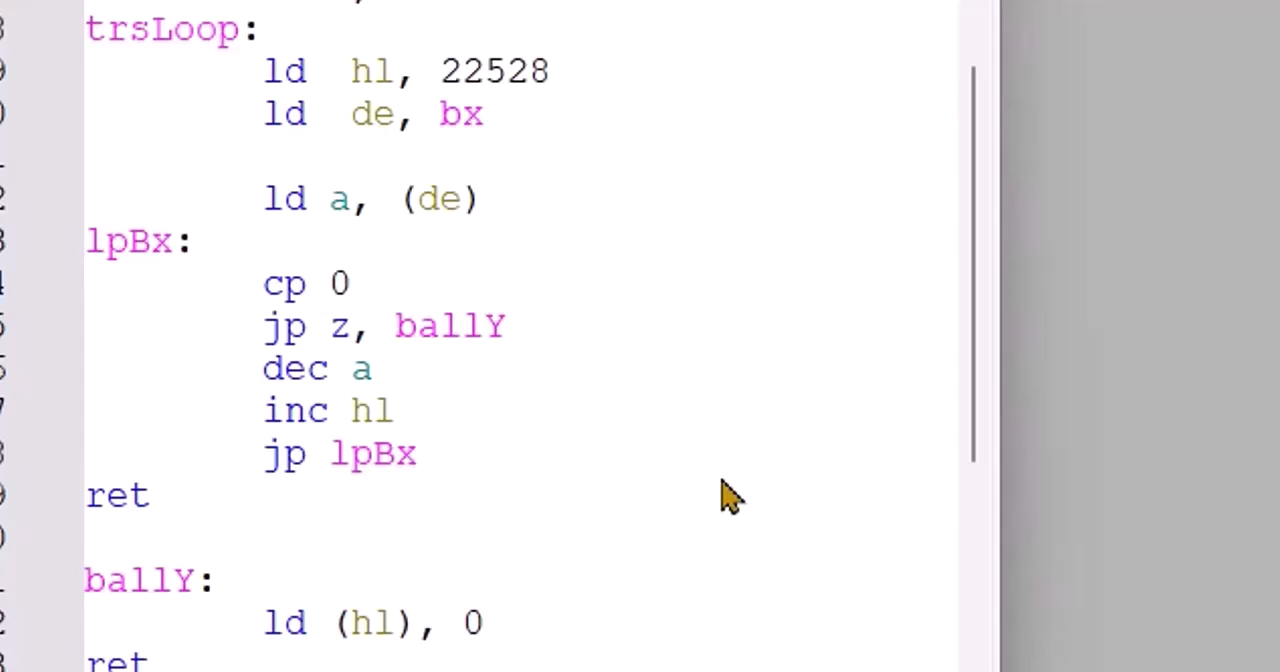 trsLoop:
ld hl, 22528
ld de, bx
ld a, (de)
lpBx:
cp 0
jp z, ballY
dec a
inc hl
jp lpBx
ret
ballY:
ld (hl), 0
ret